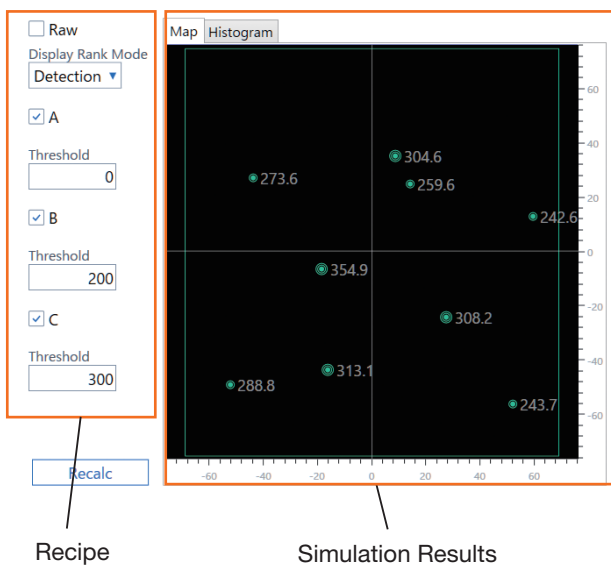 Raw
Display Rank Mode
Detection
A
Threshold
0
B
Threshold
200
C
Threshold
300
Recalc
Map Histogram
304.6
273.6
259.6
242.6
354.9
308.2
313.1
288.8
243.7
60
40
20
0
-20
-40
-60
-60 -40 -20 0 20 40 60
Recipe
Simulation Results